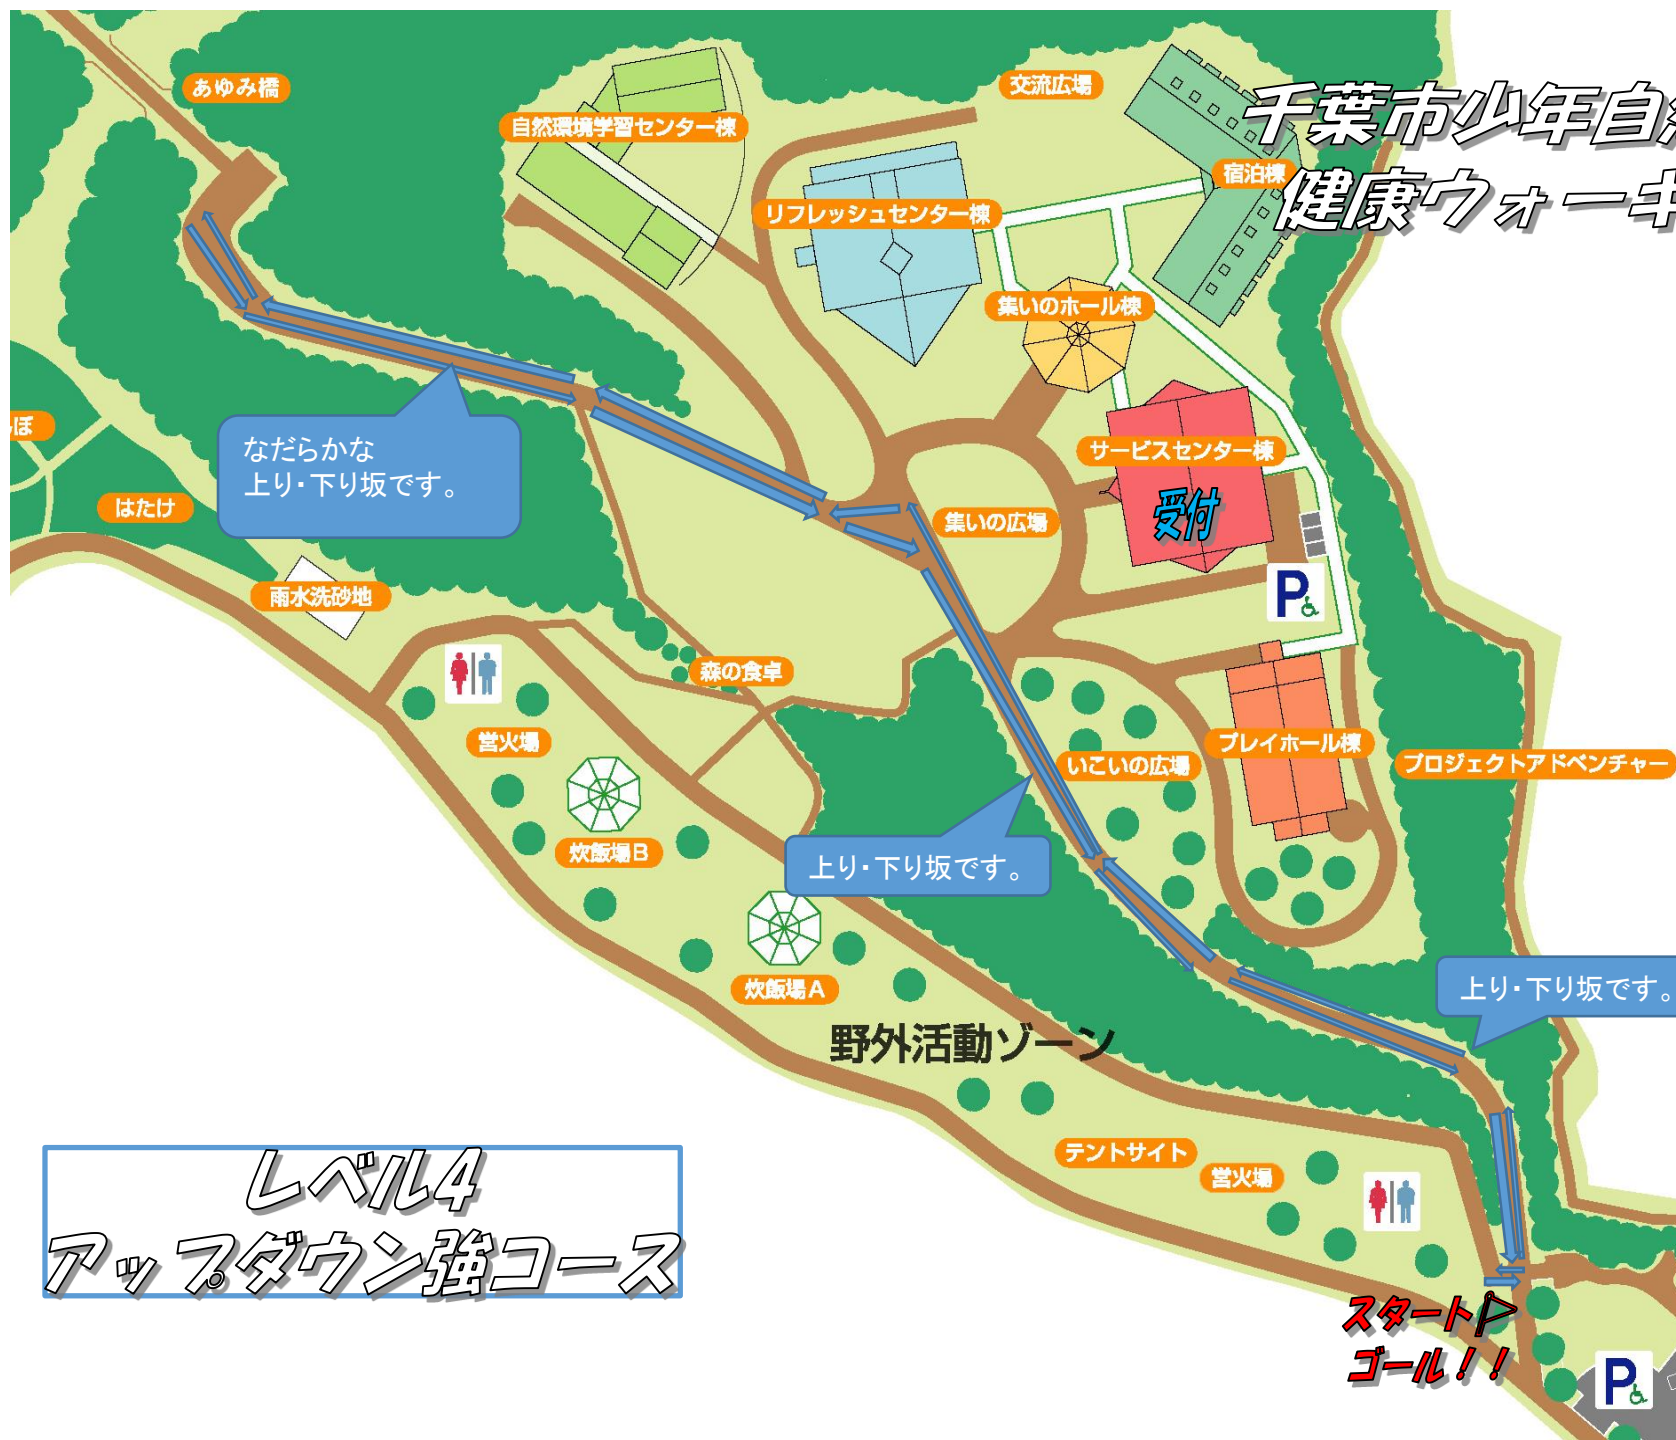 千葉市少年自
健康ウォーキ
あゆみ橋
交流広場
自然環境学習センター棟
宿泊棟
リフレッシュセンター棟
集いのホール棟
ぼ
なだらかな
上り・下り坂です。
サービスセンター棟
受付
はたけ
集いの広場
雨水洗砂地
P
森の食卓
営火場
プレイホール棟
いこいの広場
プロジェクトアドベンチャー
炊飯場B
上り・下り坂です。
炊飯場A
上り・下り坂です。
野外活動ゾーン
テントサイト
営火場
レベル4
アップダウン強コース
スタート
ゴール!!
P